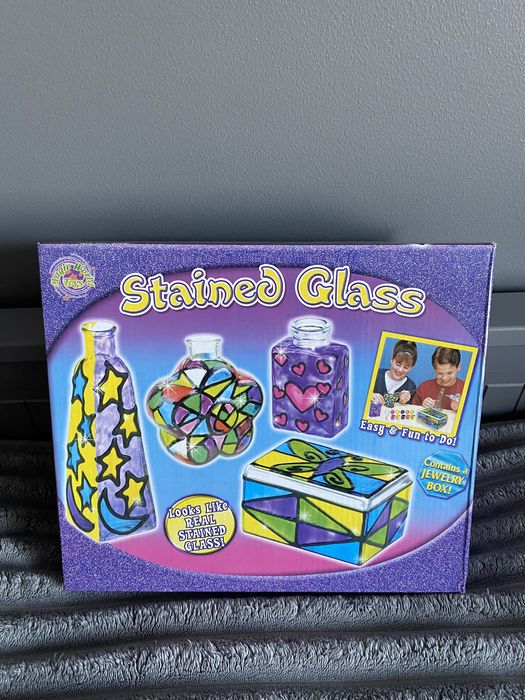 Stained Glass
Easy & Fun to Do!
Contains a
JEWELRY
BOX!
Looks Like
REAL
STAINED
GLASS!